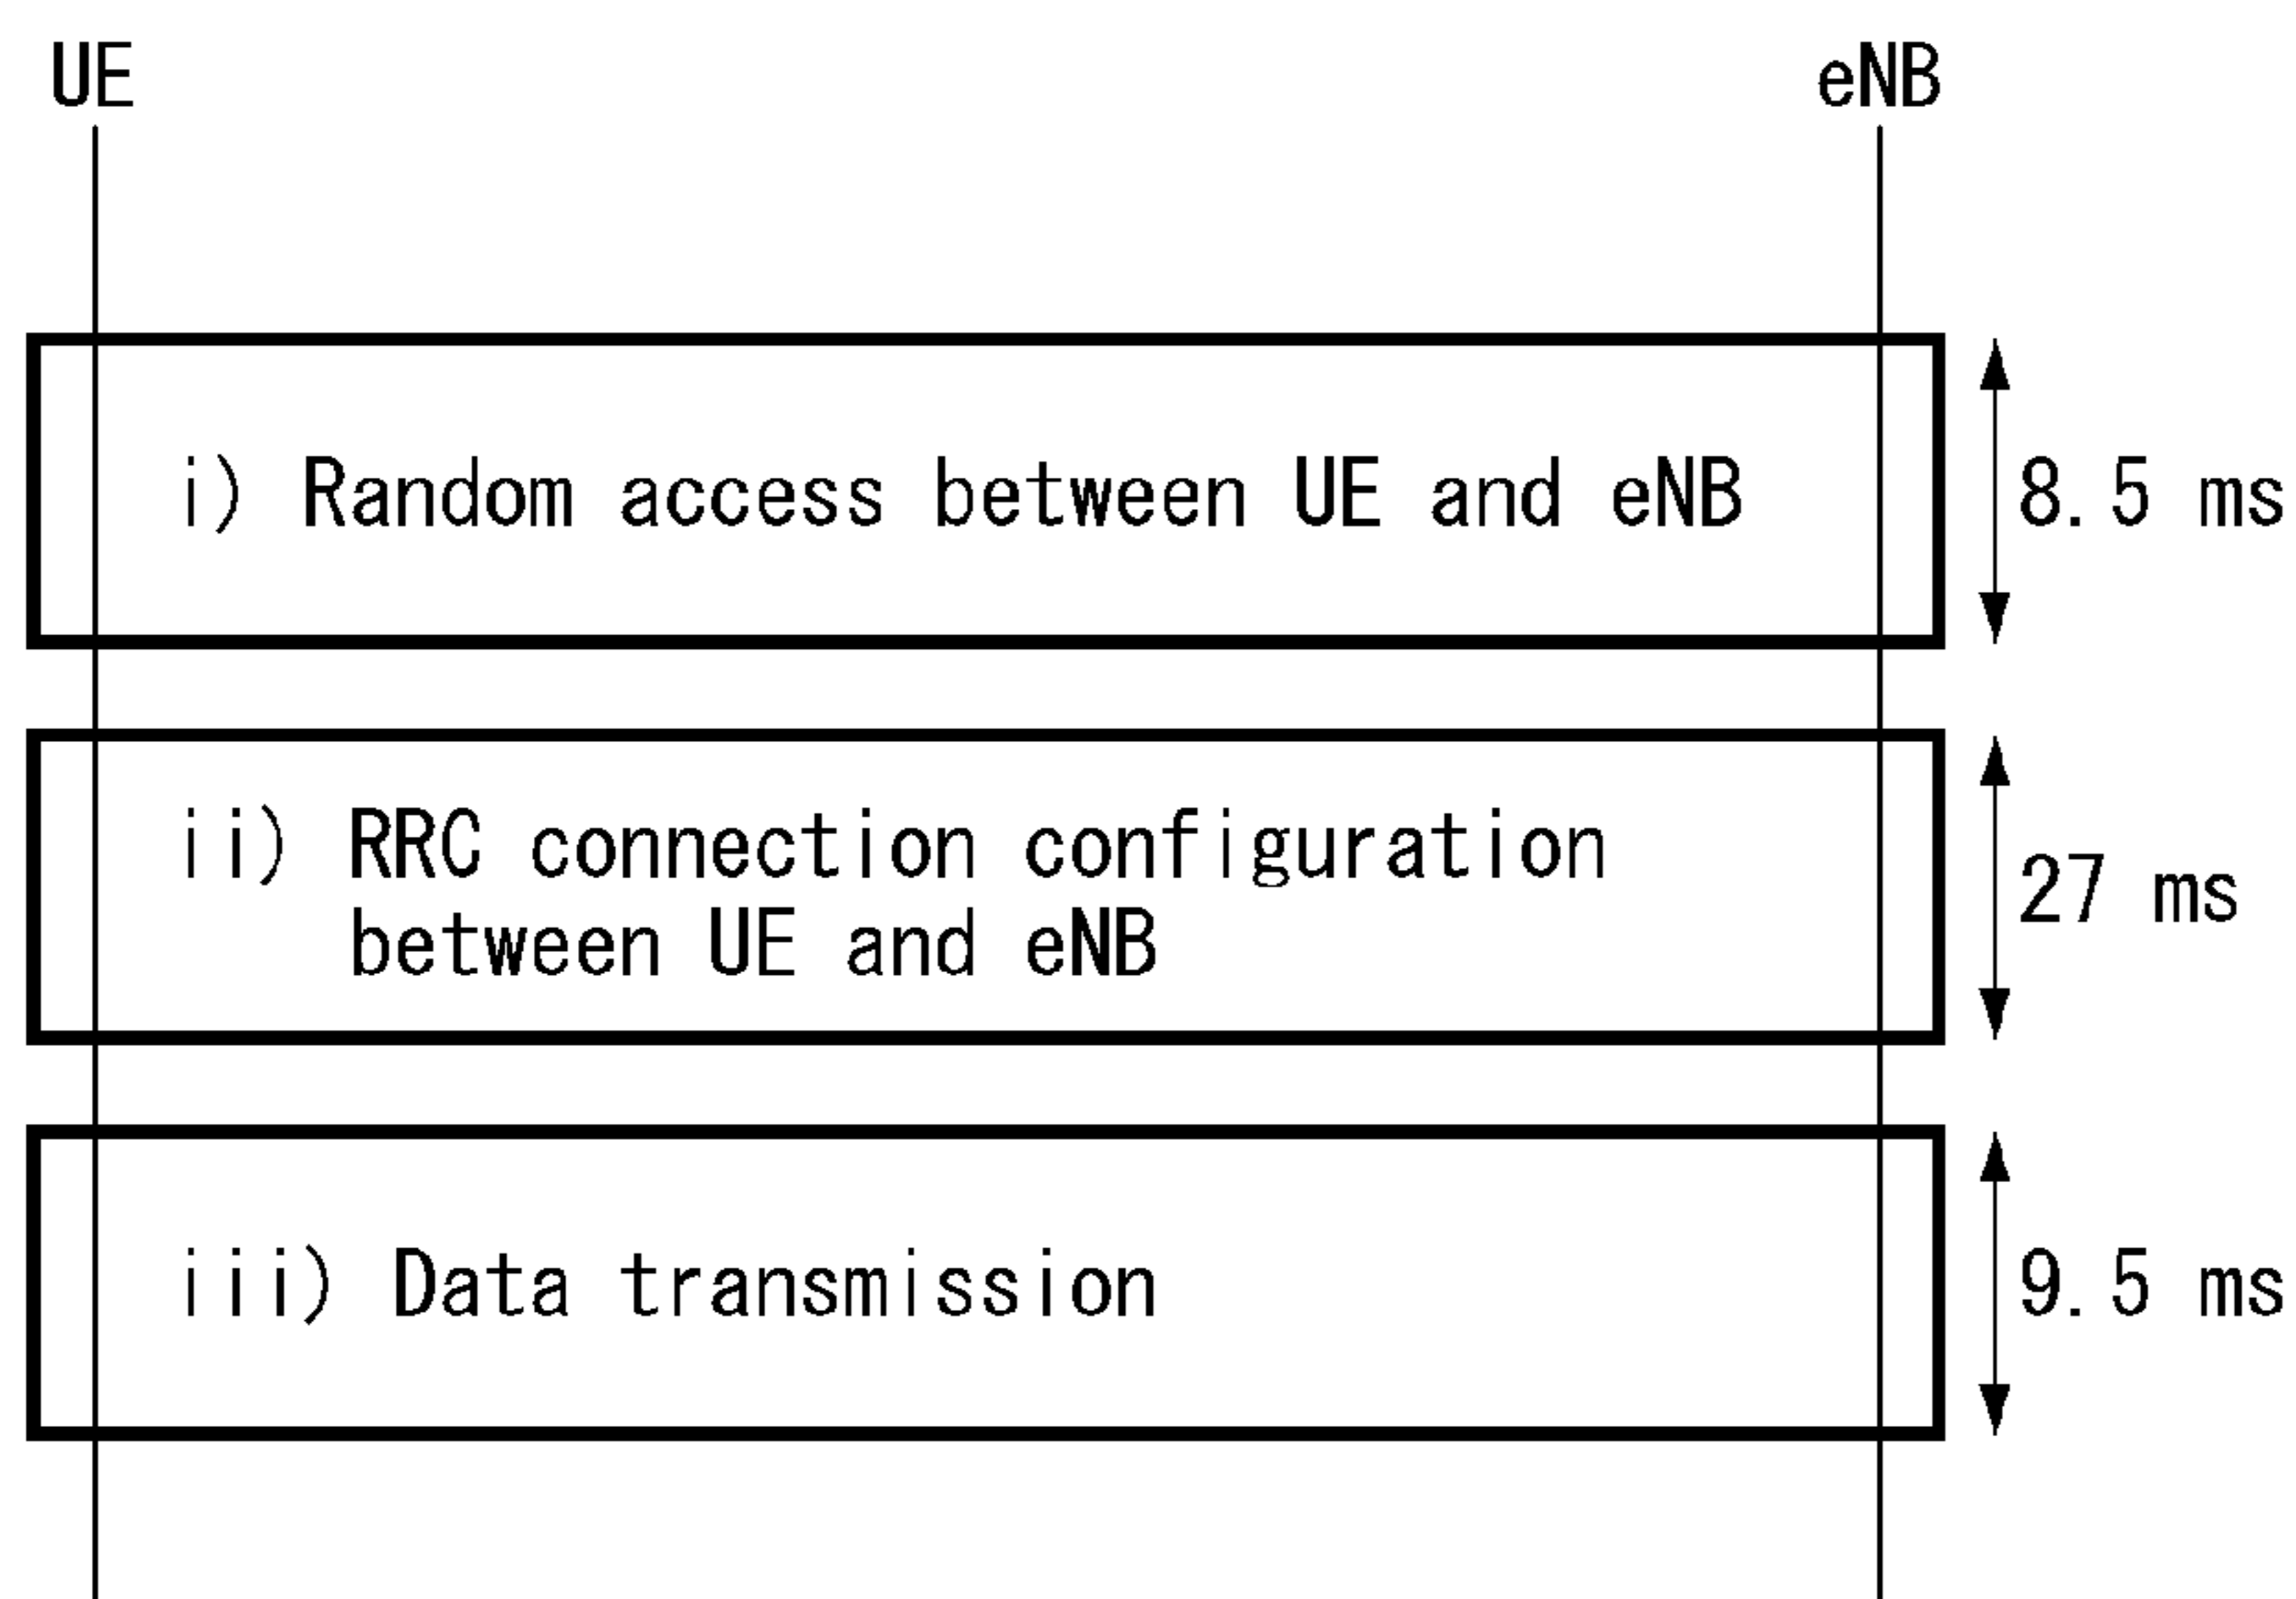 UE
eNB
i) Random access between UE and eNB
8.5 ms
ii) RRC connection configuration
between UE and eNB
27 ms
iii) Data transmission
9.5 ms